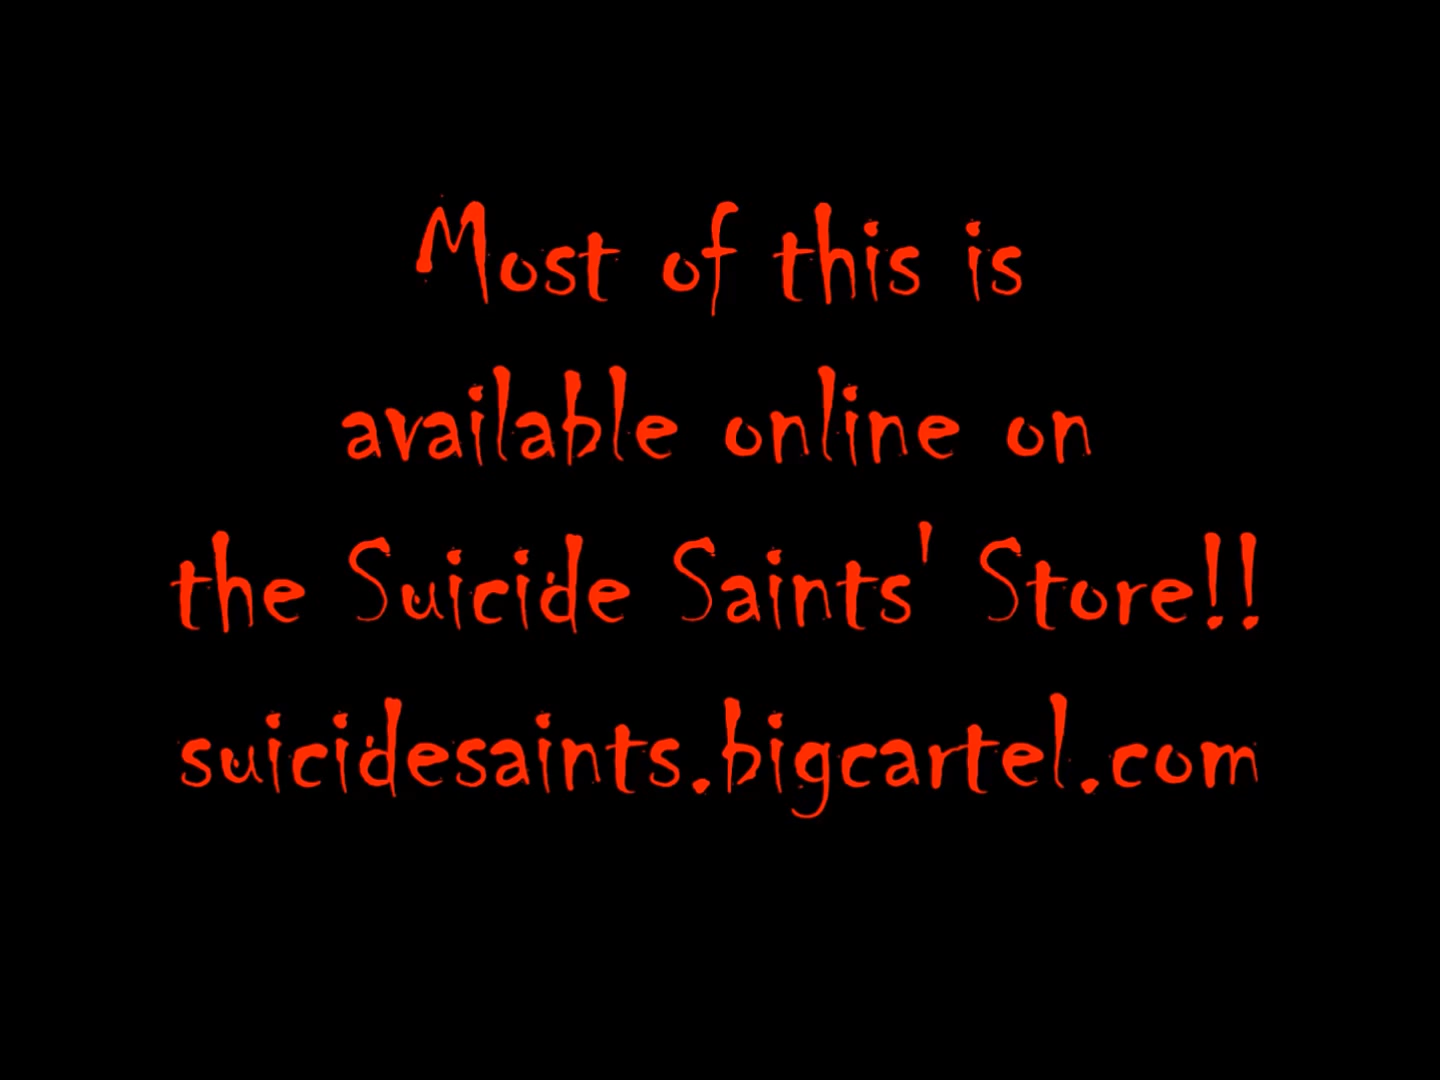 Most of this is
available online on
the Suicide Saints' Store!!
suicidesaints.bigcartel.com